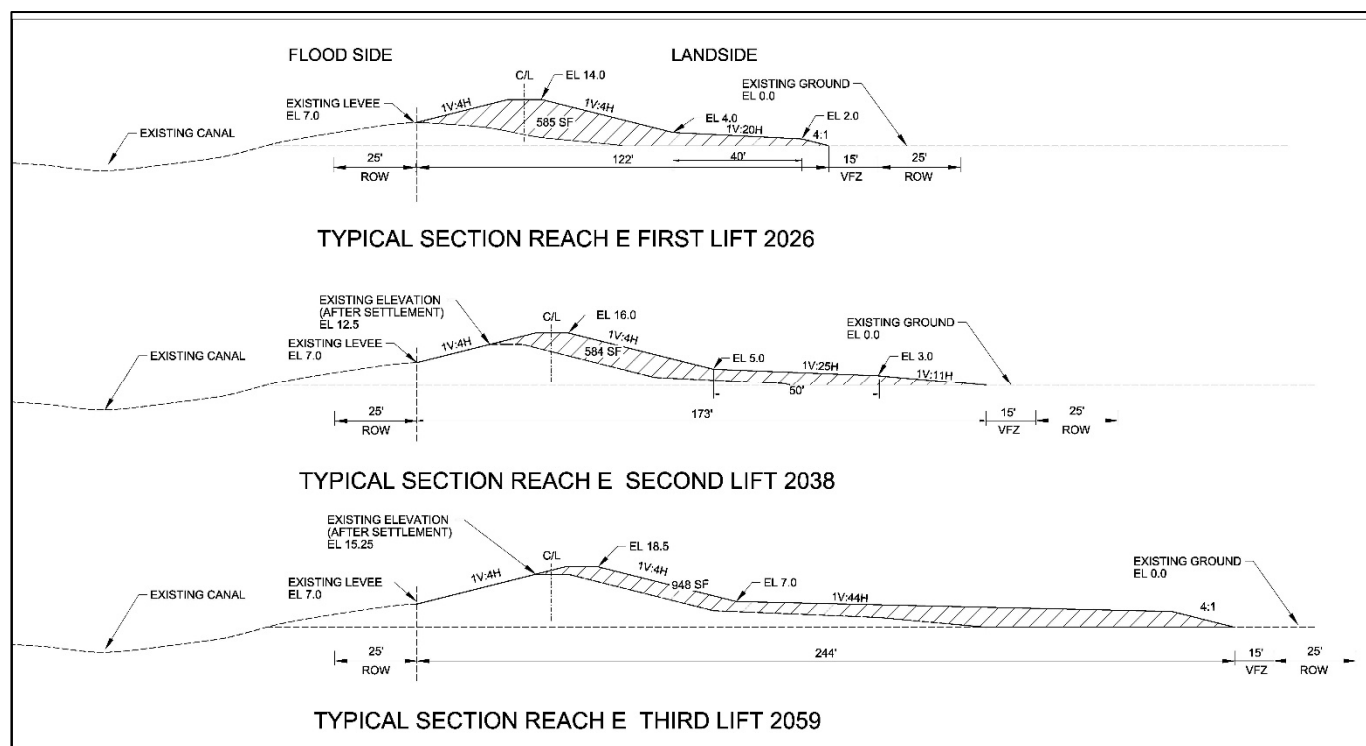 FLOOD SIDE
LANDSIDE
C/L
EL 14.0
EXISTING GROUND
EL 0.0
EXISTING LEVEE
EL 7.0
1V:4H
1V:4H
EXISTING CANAL
585 SF
EL 4.0
1V:20H
EL 2.0
4:1
25'
ROW
122'
40'
15'
VFZ
25'
ROW
TYPICAL SECTION REACH E FIRST LIFT 2026
EXISTING ELEVATION
(AFTER SETTLEMENT)
EL 12.5
C/L
EL 16.0
EXISTING GROUND
EL 0.0
EXISTING LEVEE
EL 7.0
1V:4H
1V:4H
EXISTING CANAL
584 SF
EL 5.0
1V:25H
EL 3.0
1V:11H
50'
25'
ROW
173'
15'
VFZ
25'
ROW
TYPICAL SECTION REACH E SECOND LIFT 2038
EXISTING ELEVATION
(AFTER SETTLEMENT)
EL 15.25
C/L
EL 18.5
EXISTING GROUND
EL 0.0
EXISTING LEVEE
EL 7.0
1V:4H
1V:4H
EXISTING CANAL
948 SF
EL 7.0
1V:44H
4:1
25'
ROW
244'
15'
VFZ
25'
ROW
TYPICAL SECTION REACH E THIRD LIFT 2059